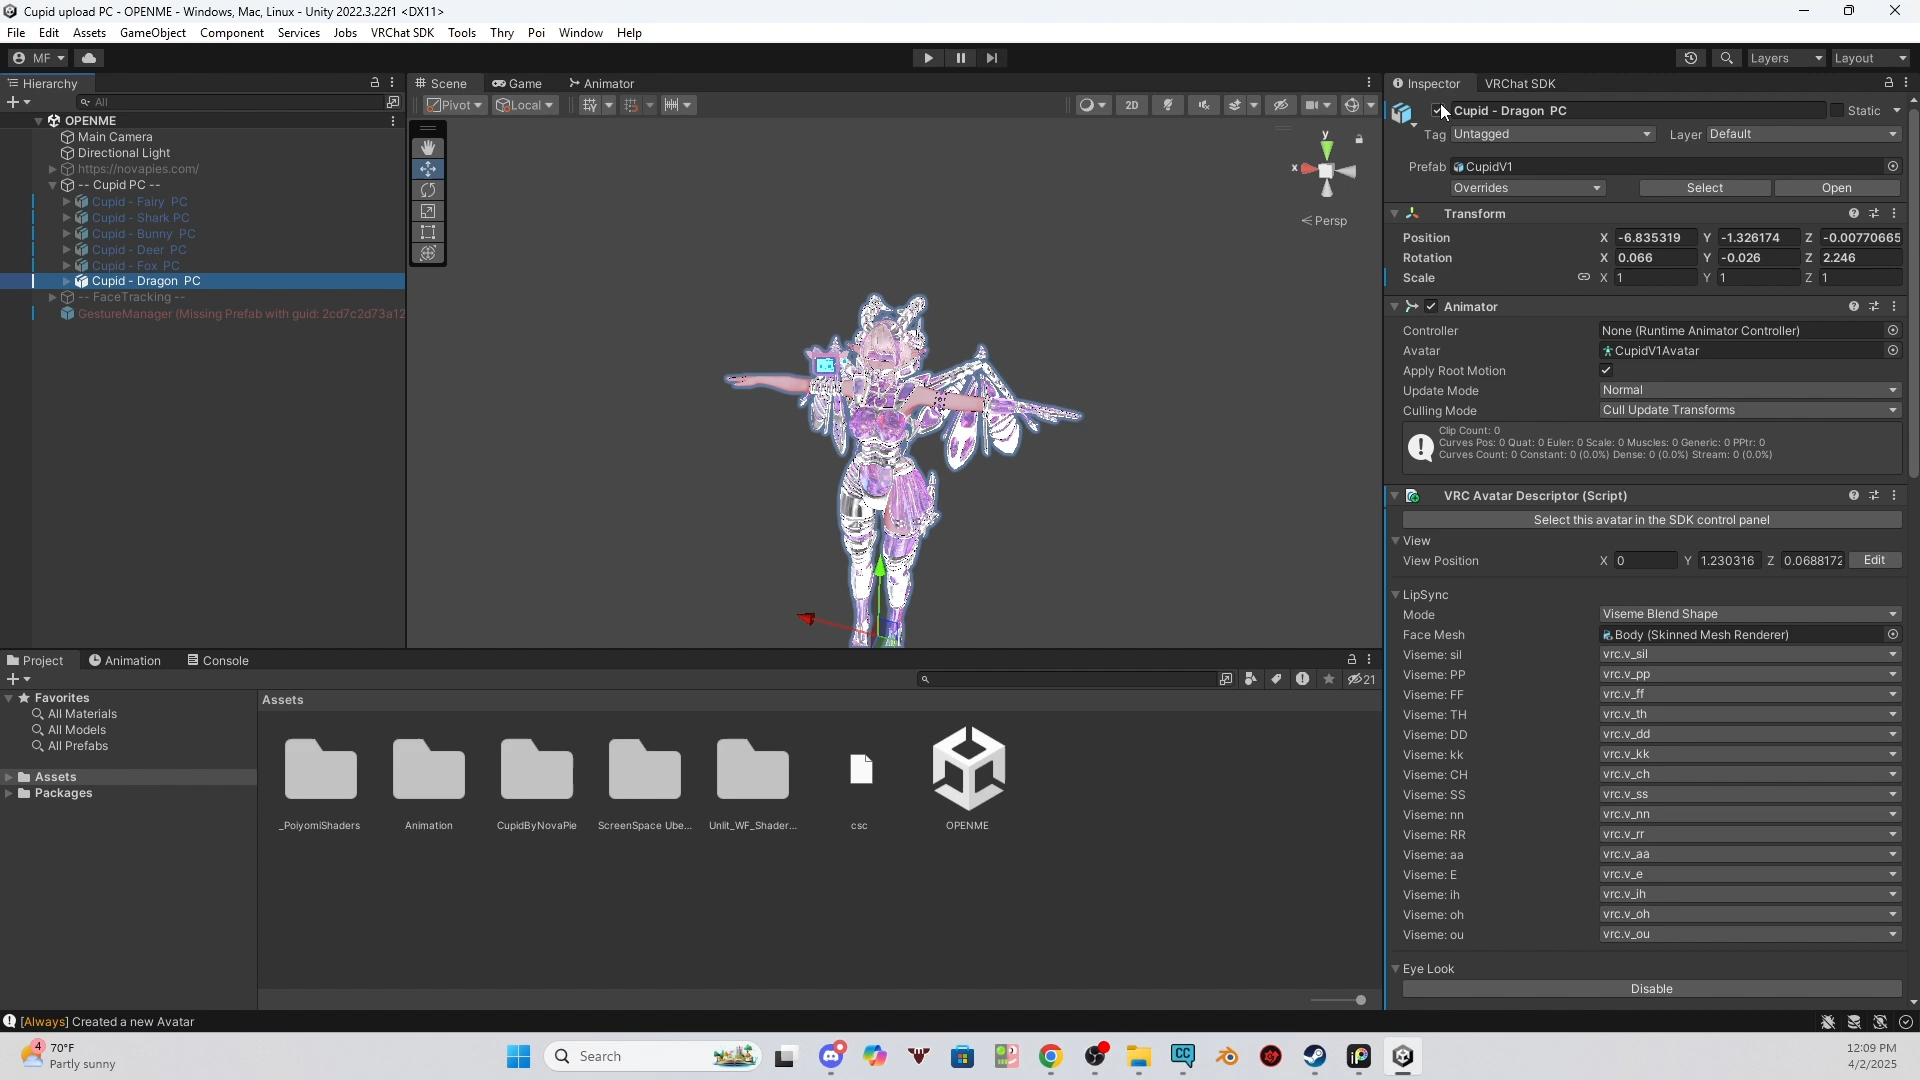 Cupid upload PC - OPENME - Windows, Mac, Linux - Unity 2022.3.22f1 <DX11>
File Edit Assets GameObject Component Services Jobs VRChat SDK Tools Thry Poi Window Help
MF Layers Layout
Hierarchy
All
OPENME
Main Camera
Directional Light
https://novapies.com/
-- Cupid PC --
Cupid - Fairy PC
Cupid - Shark PC
Cupid - Bunny PC
Cupid - Deer PC
Cupid - Fox PC
Cupid - Dragon PC
-- FaceTracking --
GestureManager (Missing Prefab with guid: 2cd7c2d73a12
Scene Game Animator
Pivot Local 2D
y
x
Persp
Inspector VRChat SDK
Cupid - Dragon PC Static
Tag Untagged Layer Default
Prefab CupidV1
Overrides Select Open
Transform
Position X -6.835319 Y -1.326174 Z -0.00770665
Rotation X 0.066 Y -0.026 Z 2.246
Scale X 1 Y 1 Z 1
Animator
Controller None (Runtime Animator Controller)
Avatar CupidV1Avatar
Apply Root Motion
Update Mode Normal
Culling Mode Cull Update Transforms
Clip Count: 0
Curves Pos: 0 Quat: 0 Euler: 0 Scale: 0 Muscles: 0 Generic: 0 PPtr: 0
Curves Count: 0 Constant: 0 (0.0%) Dense: 0 (0.0%) Stream: 0 (0.0%)
VRC Avatar Descriptor (Script)
Select this avatar in the SDK control panel
View
View Position X 0 Y 1.230316 Z 0.0688172 Edit
LipSync
Mode Viseme Blend Shape
Face Mesh Body (Skinned Mesh Renderer)
Viseme: sil vrc.v_sil
Viseme: PP vrc.v_pp
Viseme: FF vrc.v_ff
Viseme: TH vrc.v_th
Viseme: DD vrc.v_dd
Viseme: kk vrc.v_kk
Viseme: CH vrc.v_ch
Viseme: SS vrc.v_ss
Viseme: nn vrc.v_nn
Viseme: RR vrc.v_rr
Viseme: aa vrc.v_aa
Viseme: E vrc.v_e
Viseme: ih vrc.v_ih
Viseme: oh vrc.v_oh
Viseme: ou vrc.v_ou
Eye Look
Disable
Project Animation Console
21
Favorites
All Materials
All Models
All Prefabs
Assets
Packages
Assets
_PoiyomiShaders Animation CupidByNovaPie ScreenSpace Ube... Unlit_WF_Shader... csc OPENME
[Always] Created a new Avatar
4
70°F
Partly sunny
Search
CC
12:09 PM
4/2/2025